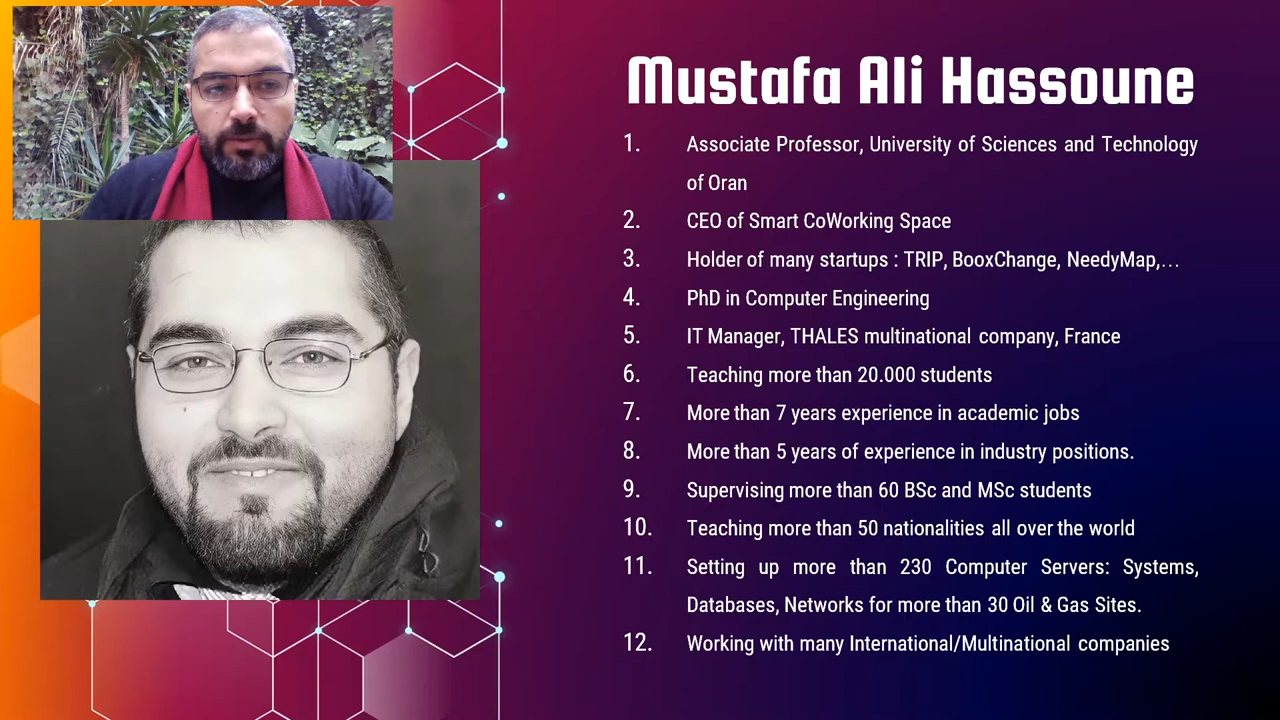 Mustafa Ali Hassoune
1. Associate Professor, University of Sciences and Technology
of Oran
2. CEO of Smart CoWorking Space
3. Holder of many startups : TRIP, BooxChange, NeedyMap,...
4. PhD in Computer Engineering
5. IT Manager, THALES multinational company, France
6. Teaching more than 20.000 students
7. More than 7 years experience in academic jobs
8. More than 5 years of experience in industry positions.
9. Supervising more than 60 BSc and MSc students
10. Teaching more than 50 nationalities all over the world
11. Setting up more than 230 Computer Servers: Systems,
Databases, Networks for more than 30 Oil & Gas Sites.
12. Working with many International/Multinational companies